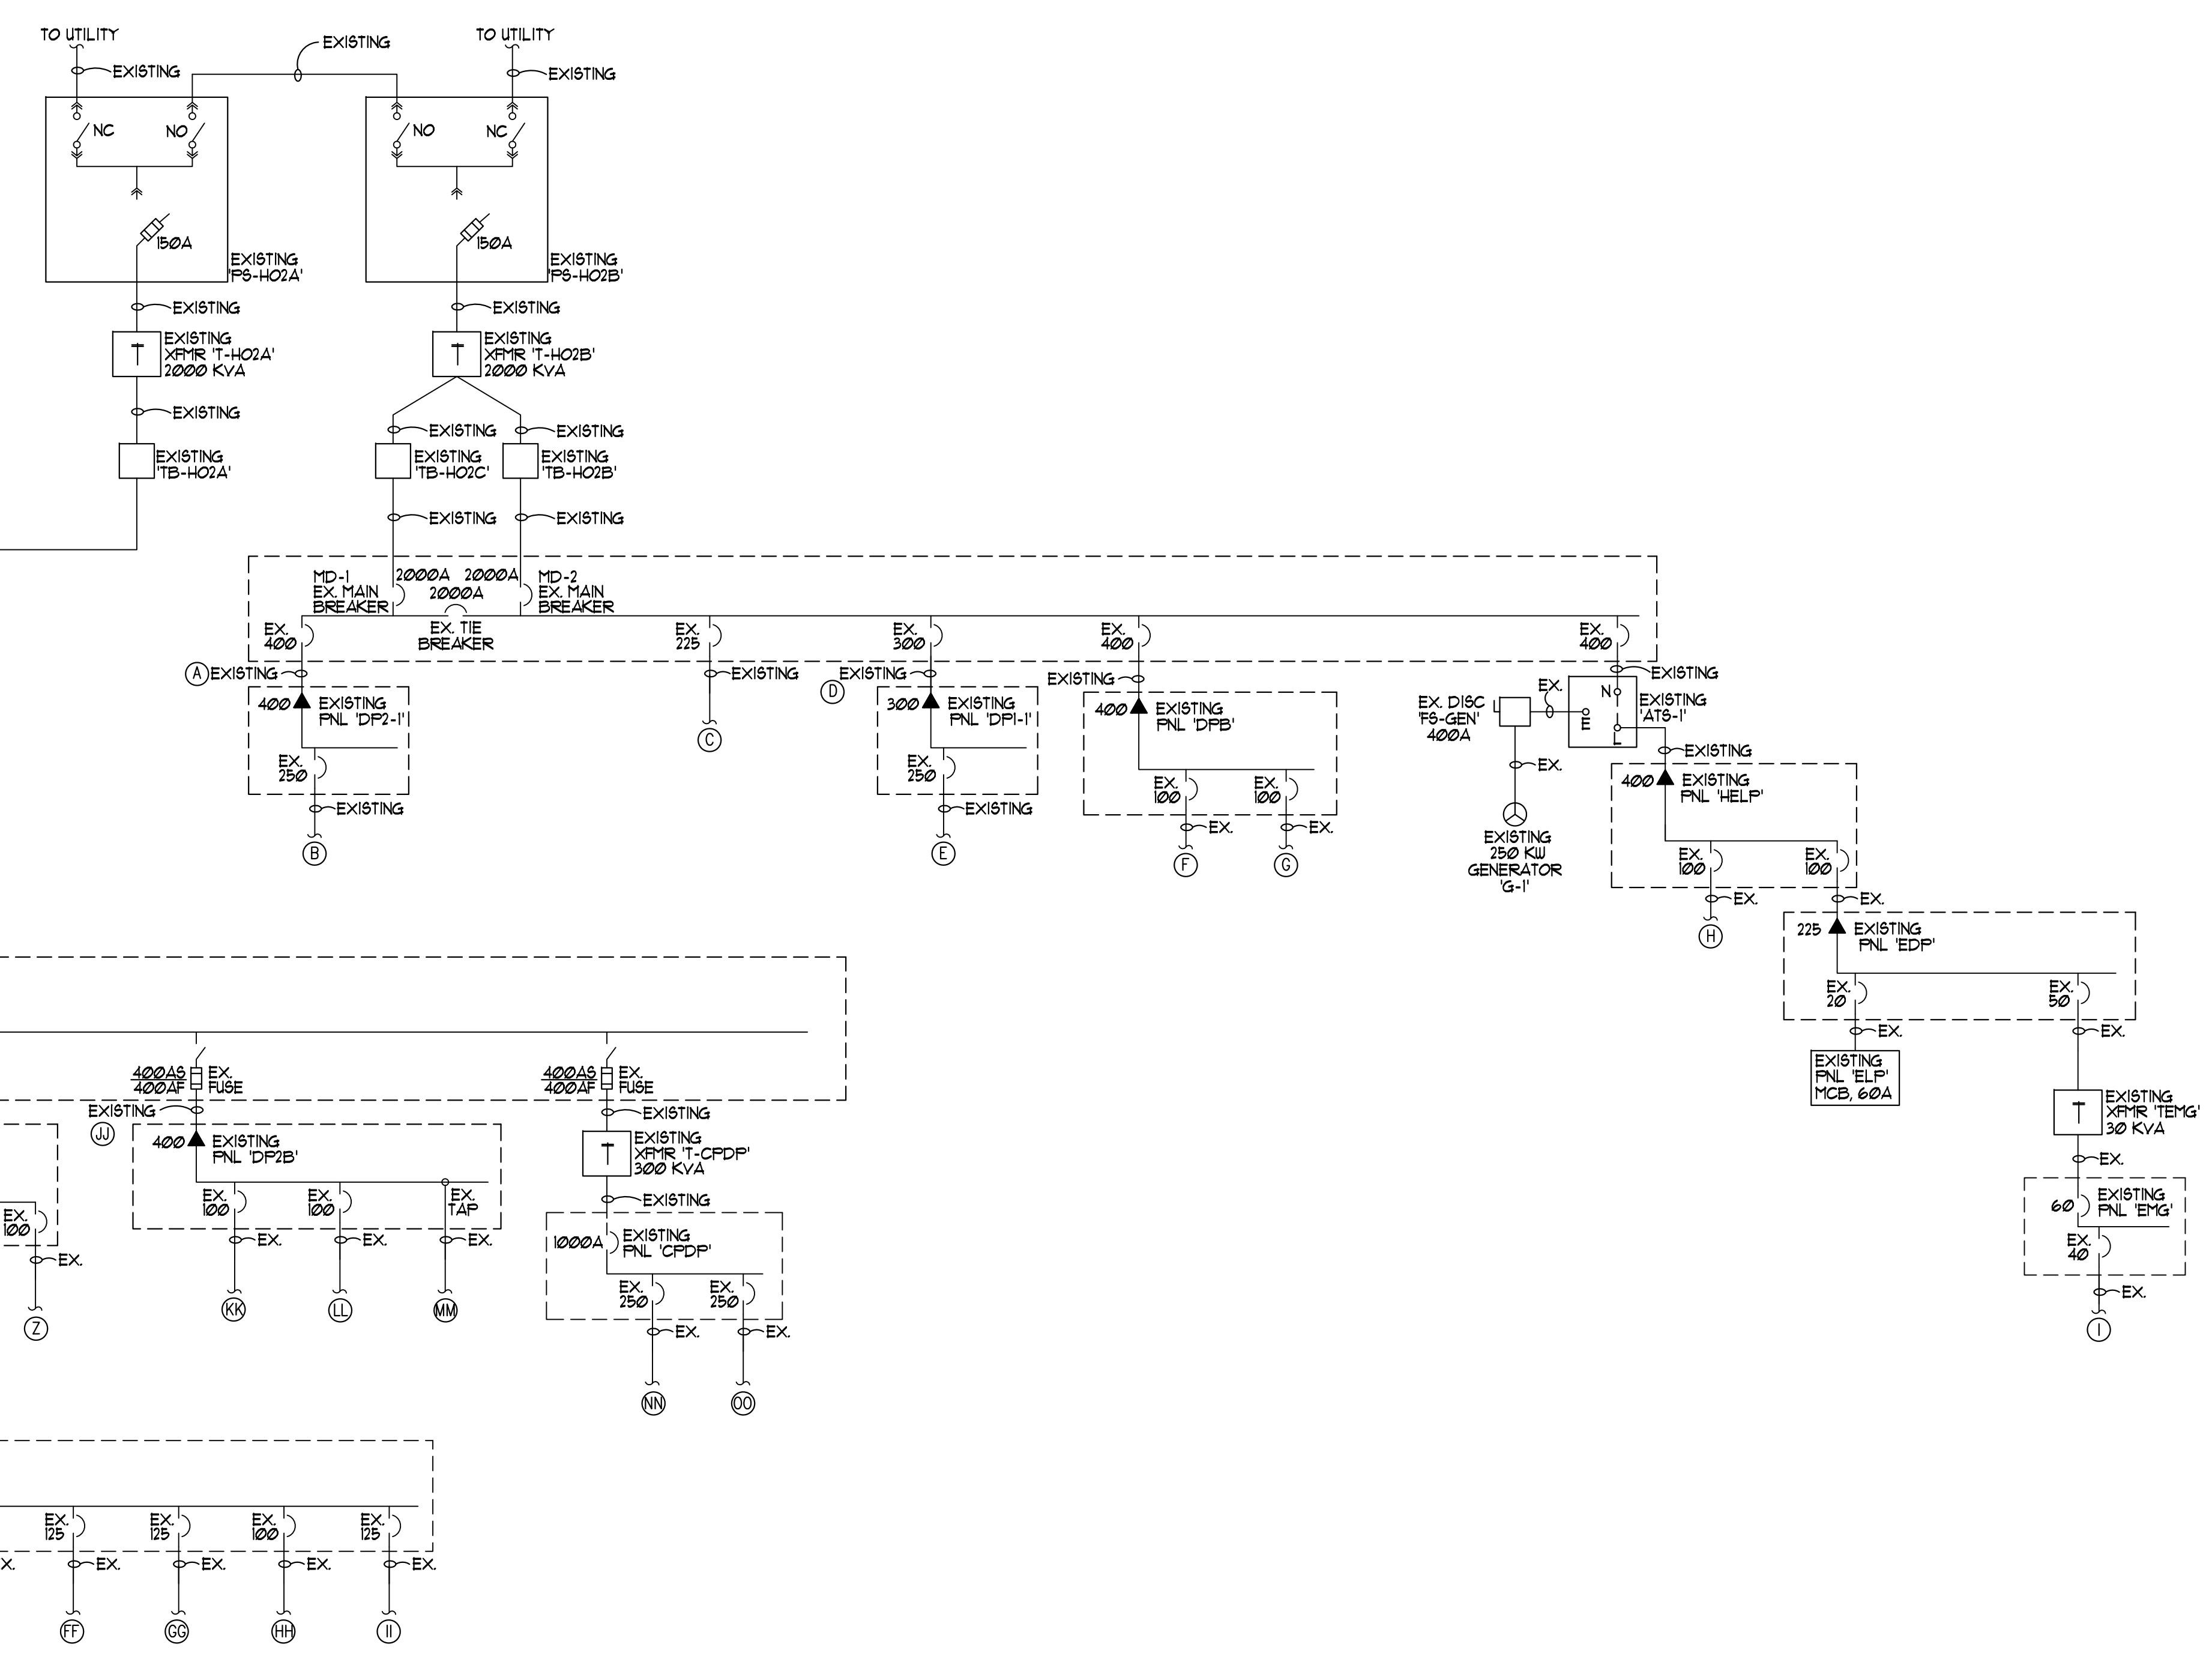 TO UTILITY
EXISTING
EXISTING
TO UTILITY
EXISTING
NC
NO
150A
EXISTING
'PS-H02A'
NO
NC
150A
EXISTING
'PS-H02B'
EXISTING
EXISTING
XFMR 'T-H02A'
2000 KVA
EXISTING
EXISTING
'TB-H02A'
EXISTING
EXISTING
XFMR 'T-H02B'
2000 KVA
EXISTING
EXISTING
EXISTING
'TB-H02C'
EXISTING
'TB-H02B'
EXISTING
EXISTING
MD-1
EX. MAIN
BREAKER
2000A
2000A
2000A
MD-2
EX. MAIN
BREAKER
EX. TIE
BREAKER
EX.
400
EX.
225
EX.
300
EX.
400
EX.
400
A
EXISTING
400
EXISTING
PNL 'DP2-1'
EX.
250
EXISTING
B
EXISTING
C
D
EXISTING
300
EXISTING
PNL 'DP1-1'
EX.
250
EXISTING
E
EXISTING
400
EXISTING
PNL 'DPB'
EX.
100
EX.
100
EX.
EX.
F
G
EXISTING
EX. DISC
'FS-GEN'
400A
EX.
N
E
L
EXISTING
'ATS-1'
EX.
EXISTING
250 KW
GENERATOR
'G-1'
EXISTING
400
EXISTING
PNL 'HELP'
EX.
100
EX.
100
EX.
EX.
H
225
EXISTING
PNL 'EDP'
EX.
20
EX.
50
EX.
EX.
EXISTING
PNL 'ELP'
MCB, 60A
EXISTING
XFMR 'TEMG'
30 KVA
EX.
60
EXISTING
PNL 'EMG'
EX.
40
EX.
I
400AS
400AF
EX.
FUSE
400AS
400AF
EX.
FUSE
EXISTING
JJ
400
EXISTING
PNL 'DP2B'
EX.
100
EX.
100
EX.
TAP
EX.
EX.
EX.
KK
LL
MM
EX.
100
EX.
Z
EXISTING
EXISTING
XFMR 'T-CPDP'
300 KVA
EXISTING
1000A
EXISTING
PNL 'CPDP'
EX.
250
EX.
250
EX.
EX.
NN
OO
EX.
125
EX.
125
EX.
100
EX.
125
X.
EX.
EX.
EX.
EX.
FF
GG
HH
II